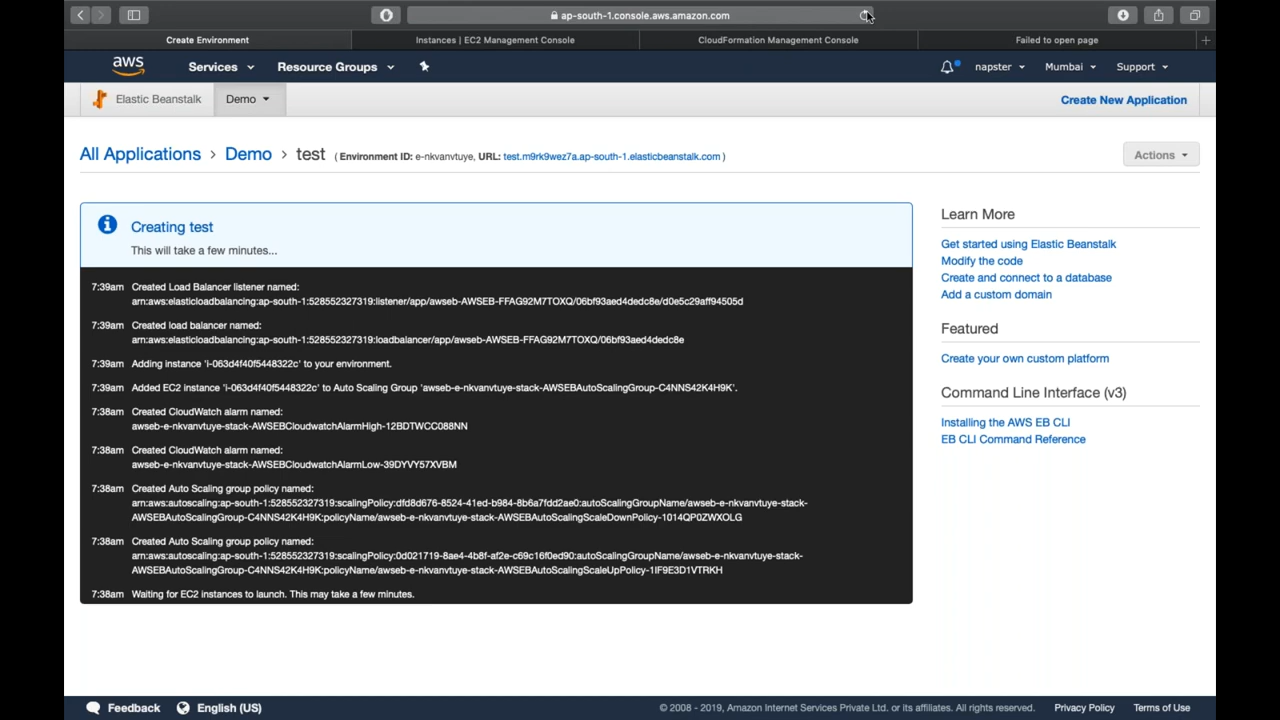 ap-south-1.console.aws.amazon.com
Create Environment
Instances | EC2 Management Console
CloudFormation Management Console
Failed to open page
aws
Services
Resource Groups
napster
Mumbai
Support
Elastic Beanstalk
Demo
Create New Application
All Applications > Demo > test ( Environment ID: e-nkvanvtuye, URL: test.m9rk9wez7a.ap-south-1.elasticbeanstalk.com )
Actions
Creating test
This will take a few minutes...
7:39am Created Load Balancer listener named:
arn:aws:elasticloadbalancing:ap-south-1:528552327319:listener/app/awseb-AWSEB-FFAG92M7TOXQ/06bf93aed4dedc8e/d0e5c29aff94505d
7:39am Created load balancer named:
arn:aws:elasticloadbalancing:ap-south-1:528552327319:loadbalancer/app/awseb-AWSEB-FFAG92M7TOXQ/06bf93aed4dedc8e
7:39am Adding instance 'i-063d4f40f5448322c' to your environment.
7:39am Added EC2 instance 'i-063d4f40f5448322c' to Auto Scaling Group 'awseb-e-nkvanvtuye-stack-AWSEBAutoScalingGroup-C4NNS42K4H9K'.
7:38am Created CloudWatch alarm named:
awseb-e-nkvanvtuye-stack-AWSEBCloudwatchAlarmHigh-12BDTWCC088NN
7:38am Created CloudWatch alarm named:
awseb-e-nkvanvtuye-stack-AWSEBCloudwatchAlarmLow-39DYVY57XVBM
7:38am Created Auto Scaling group policy named:
arn:aws:autoscaling:ap-south-1:528552327319:scalingPolicy:dfd8d676-8524-41ed-b984-8b6a7fdd2ae0:autoScalingGroupName/awseb-e-nkvanvtuye-stack-
AWSEBAutoScalingGroup-C4NNS42K4H9K:policyName/awseb-e-nkvanvtuye-stack-AWSEBAutoScalingScaleDownPolicy-1014QP0ZWXOLG
7:38am Created Auto Scaling group policy named:
arn:aws:autoscaling:ap-south-1:528552327319:scalingPolicy:0d021719-8ae4-4b8f-af2e-c69c16f0ed90:autoScalingGroupName/awseb-e-nkvanvtuye-stack-
AWSEBAutoScalingGroup-C4NNS42K4H9K:policyName/awseb-e-nkvanvtuye-stack-AWSEBAutoScalingScaleUpPolicy-1IF9E3D1VTRKH
7:38am Waiting for EC2 instances to launch. This may take a few minutes.
Learn More
Get started using Elastic Beanstalk
Modify the code
Create and connect to a database
Add a custom domain
Featured
Create your own custom platform
Command Line Interface (v3)
Installing the AWS EB CLI
EB CLI Command Reference
Feedback
English (US)
© 2008 - 2019, Amazon Internet Services Private Ltd. or its affiliates. All rights reserved.
Privacy Policy
Terms of Use